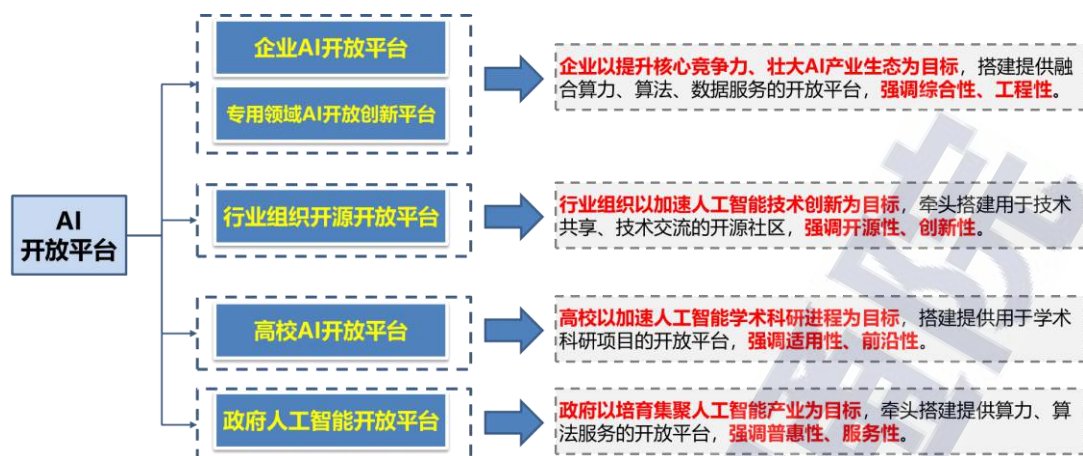 AI
开放平台
企业AI开放平台
专用领域AI开放创新平台
企业以提升核心竞争力、壮大AI产业生态为目标，搭建提供融
合算力、算法、数据服务的开放平台，强调综合性、工程性。
行业组织开源开放平台
行业组织以加速人工智能技术创新为目标，牵头搭建用于技术
共享、技术交流的开源社区，强调开源性、创新性。
高校AI开放平台
高校以加速人工智能学术科研进程为目标，搭建提供用于学术
科研项目的开放平台，强调适用性、前沿性。
政府人工智能开放平台
政府以培育集聚人工智能产业为目标，牵头搭建提供算力、算
法服务的开放平台，强调普惠性、服务性。